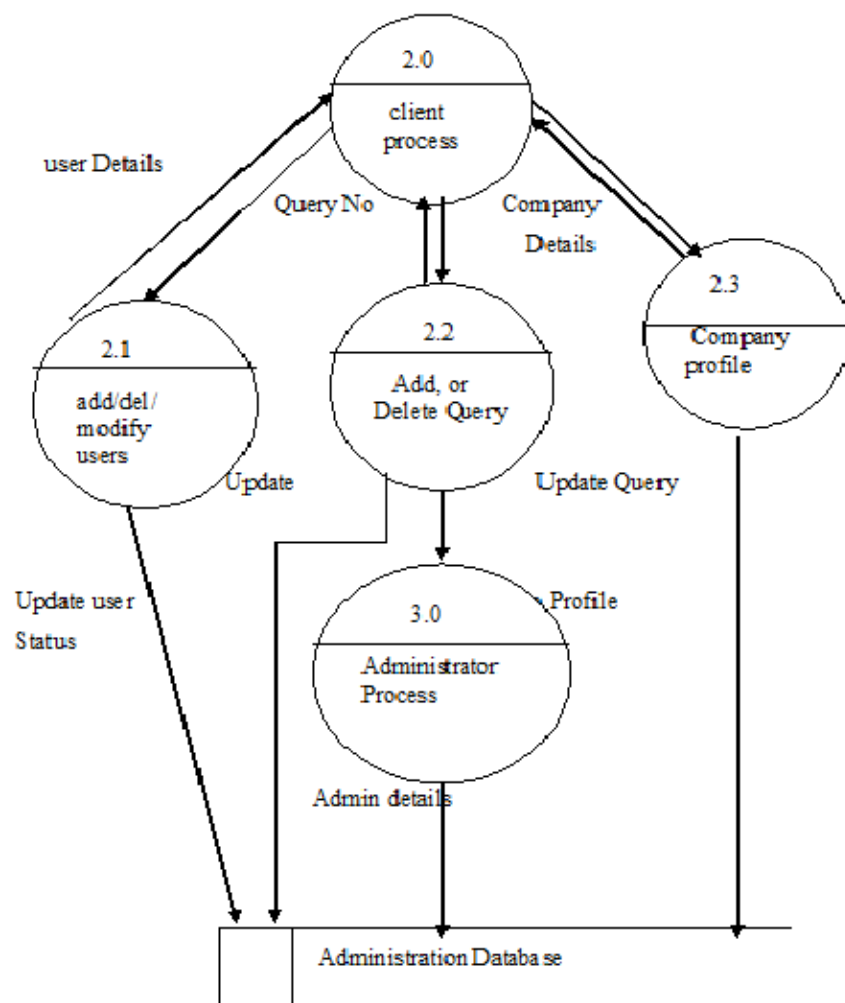 2.0
client
process
user Details
Query No
Company
Details
2.3
Company
profile
2.1
add/del/
modify
users
2.2
Add, or
Delete Query
Update
Update Query
Update user
Status
3.0
Profile
Administrator
Process
Admin details
Administration Database